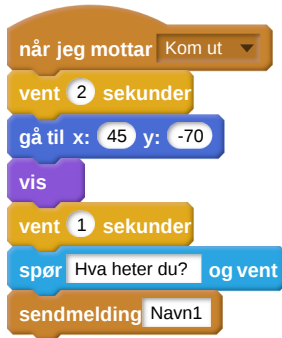 når jeg mottar Kom ut
vent 2 sekunder
gå til x: 45 y: -70
vis
vent 1 sekunder
spør Hva heter du? og vent
sendmelding Navn1